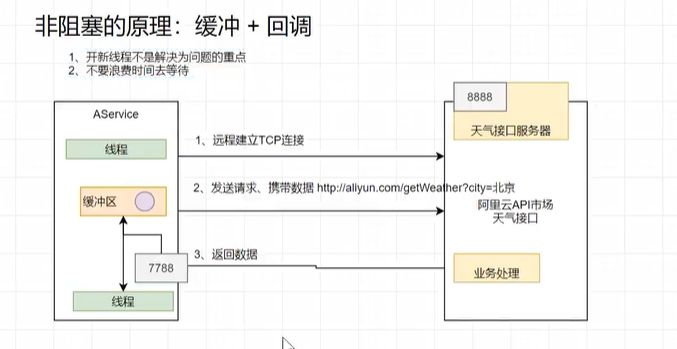 非阻塞的原理：缓冲 + 回调
1、开新线程不是解决为问题的重点
2、不要浪费时间去等待
AService
8888
天气接口服务器
线程
1、远程建立TCP连接
缓冲区
2、发送请求、携带数据 http://aliyun.com/getWeather?city=北京
阿里云API市场
天气接口
3、返回数据
7788
业务处理
线程